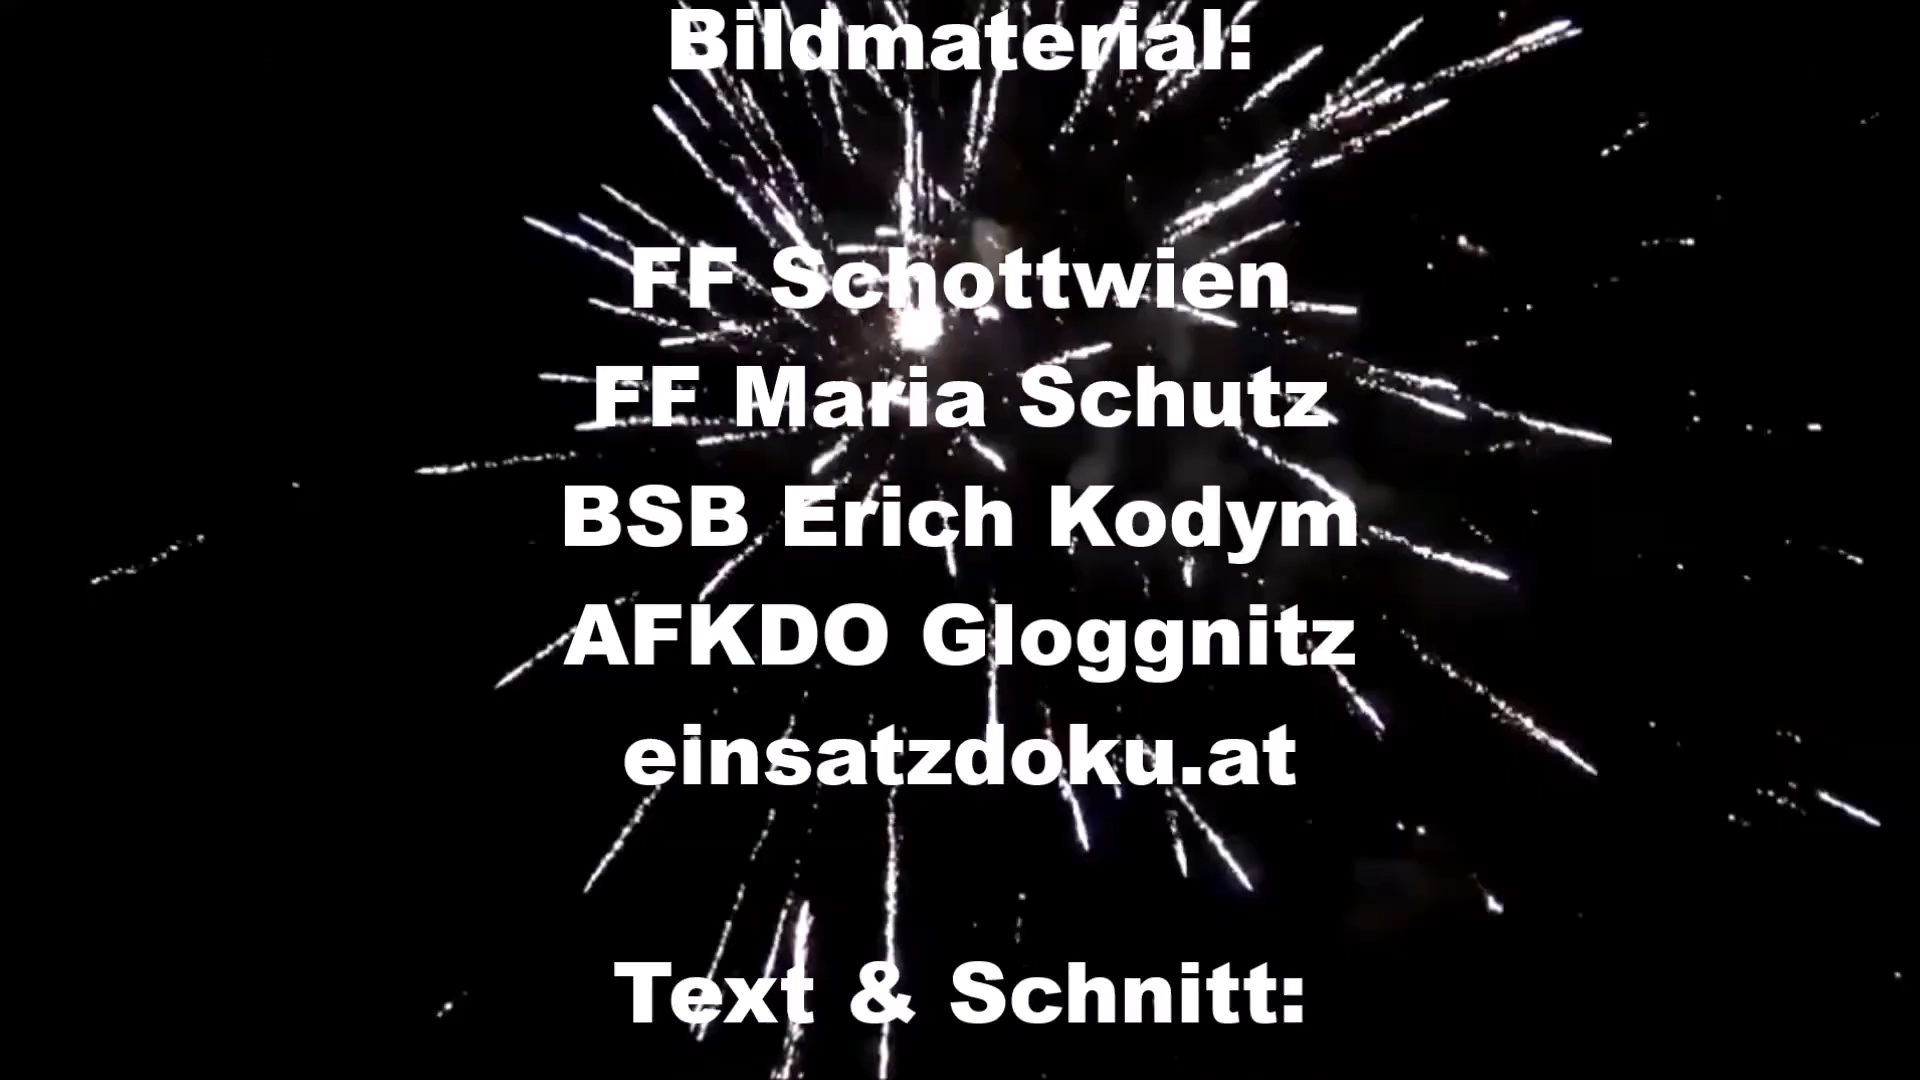 Bildmaterial:
FF Schottwien
FF Maria Schutz
BSB Erich Kodym
AFKDO Gloggnitz
einsatzdoku.at
Text & Schnitt: